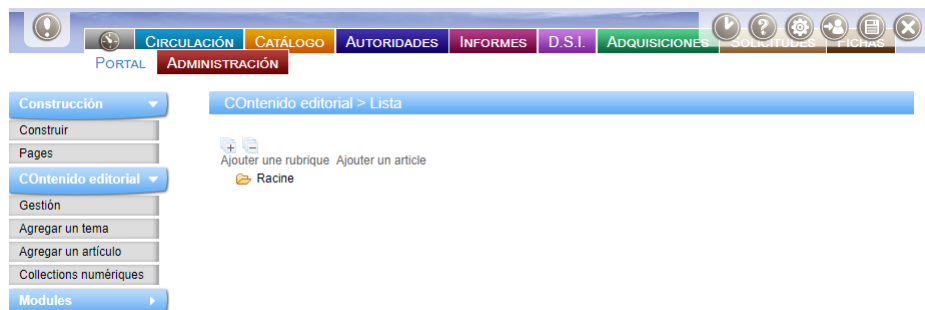 CIRCULACIÓN CATÁLOGO AUTORIDADES INFORMES D.S.I. ADQUISICIONES SOLICITUDES FICHAS
PORTAL ADMINISTRACIÓN
Construcción
COntenido editorial > Lista
Construir
Pages
Ajouter une rubrique Ajouter un article
COntenido editorial
Racine
Gestión
Agregar un tema
Agregar un artículo
Collections numériques
Modules